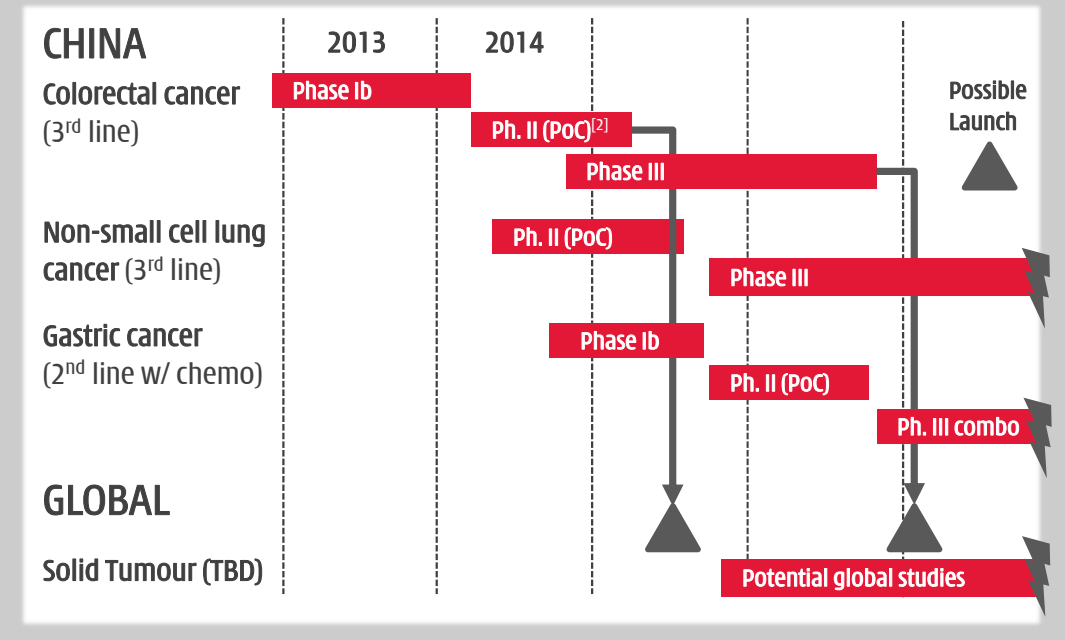 CHINA
2013
2014
Colorectal cancer
(3rd line)
Phase Ib
Ph. II (PoC)[2]
Phase III
Possible
Launch
Non-small cell lung
cancer (3rd line)
Ph. II (PoC)
Phase III
Gastric cancer
(2nd line w/ chemo)
Phase Ib
Ph. II (PoC)
Ph. III combo
GLOBAL
Solid Tumour (TBD)
Potential global studies